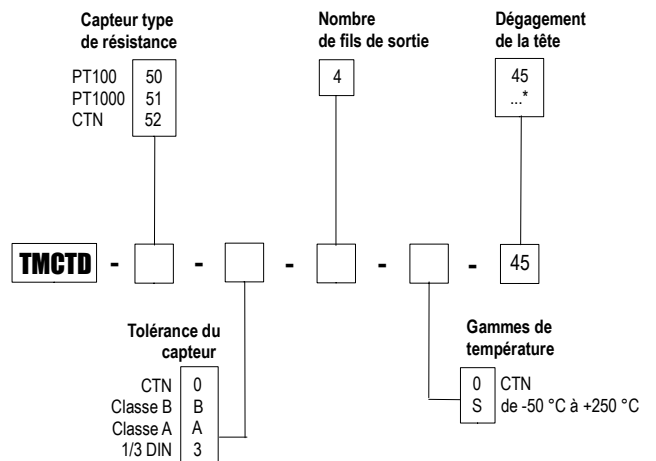 Capteur type
de résistance
PT100 50
PT1000 51
CTN 52
Nombre
de fils de sortie
4
Dégagement
de la tête
45
...*
TMCTD - - - - - 45
Tolérance du
capteur
CTN 0
Classe B B
Classe A A
1/3 DIN 3
Gammes de
température
0 CTN
S de -50 °C à +250 °C